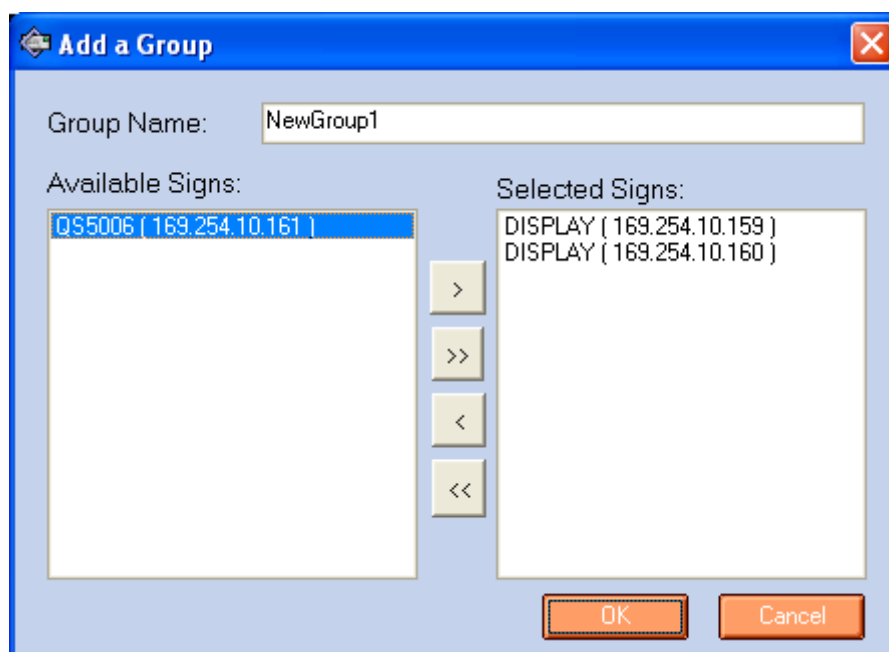 Add a Group
Group Name:
NewGroup1
Available Signs:
Selected Signs:
QS5006 ( 169.254.10.161 )
DISPLAY ( 169.254.10.159 )
DISPLAY ( 169.254.10.160 )
>
>>
<
<<
OK
Cancel